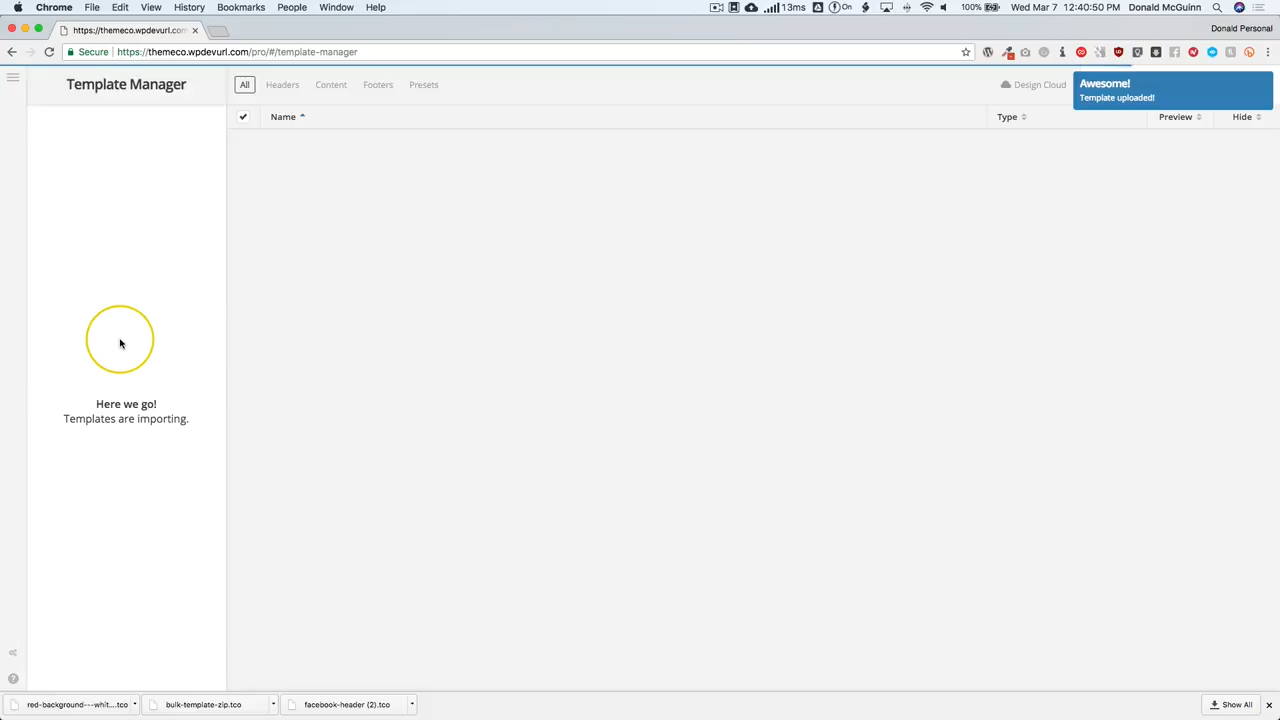 Chrome File Edit View History Bookmarks People Window Help 13ms On 100% Wed Mar 7 12:40:50 PM Donald McGuinn
https://themeco.wpdevurl.com × Donald Personal
Secure https://themeco.wpdevurl.com/pro/#/template-manager
Template Manager All Headers Content Footers Presets Design Cloud
Awesome!
Template uploaded!
Name Type Preview Hide
Here we go!
Templates are importing.
red-background---whit....tco bulk-template-zip.tco facebook-header (2).tco Show All ×